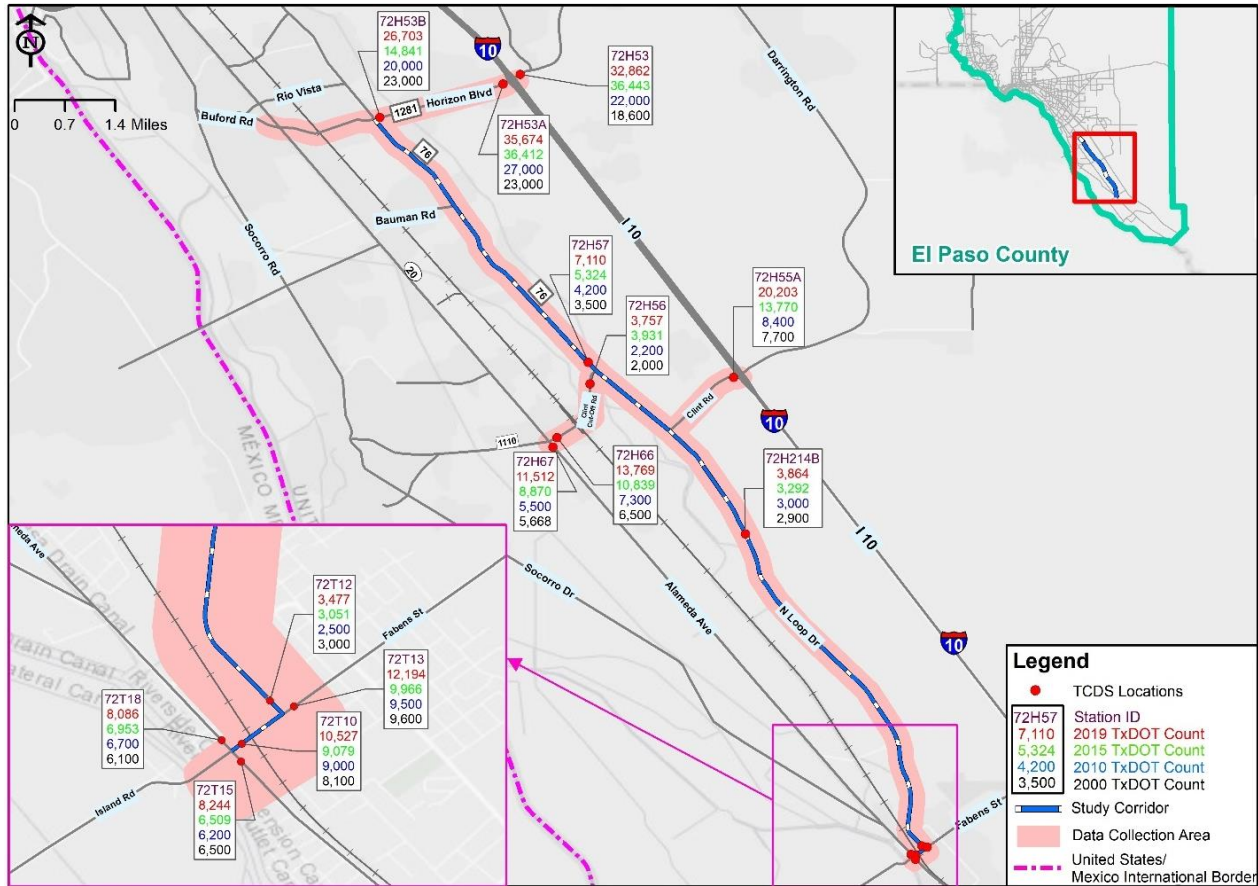 N
0 0.7 1.4 Miles
72H53B
26,703
14,841
20,000
23,000
10
72H53
32,862
36,443
22,000
18,600
Darrington Rd
El Paso County
Rio Vista
Buford Rd
1281
Horizon Blvd
72H53A
35,674
36,412
27,000
23,000
76
Bauman Rd
Socorro Rd
20
I 10
72H57
7,110
5,324
4,200
3,500
76
72H56
3,757
3,931
2,200
2,000
72H55A
20,203
13,770
8,400
7,700
Clint
Cut-Off Rd
Clint Rd
10
1110
72H67
11,512
8,870
5,500
5,668
72H66
13,769
10,839
7,300
6,500
72H214B
3,864
3,292
3,000
2,900
I 10
MÉXICO
Socorro Dr
Alameda Ave
N Loop Dr
10
Fabens St
72T12
3,477
3,051
2,500
3,000
Fabens St
72T13
12,194
9,966
9,500
9,600
72T18
8,086
6,953
6,700
6,100
72T10
10,527
9,079
9,000
8,100
72T15
8,244
6,509
6,200
6,500
Island Rd
Drain Canal
Legend
TCDS Locations
72H57 Station ID
7,110 2019 TxDOT Count
5,324 2015 TxDOT Count
4,200 2010 TxDOT Count
3,500 2000 TxDOT Count
Study Corridor
Data Collection Area
United States/
Mexico International Border